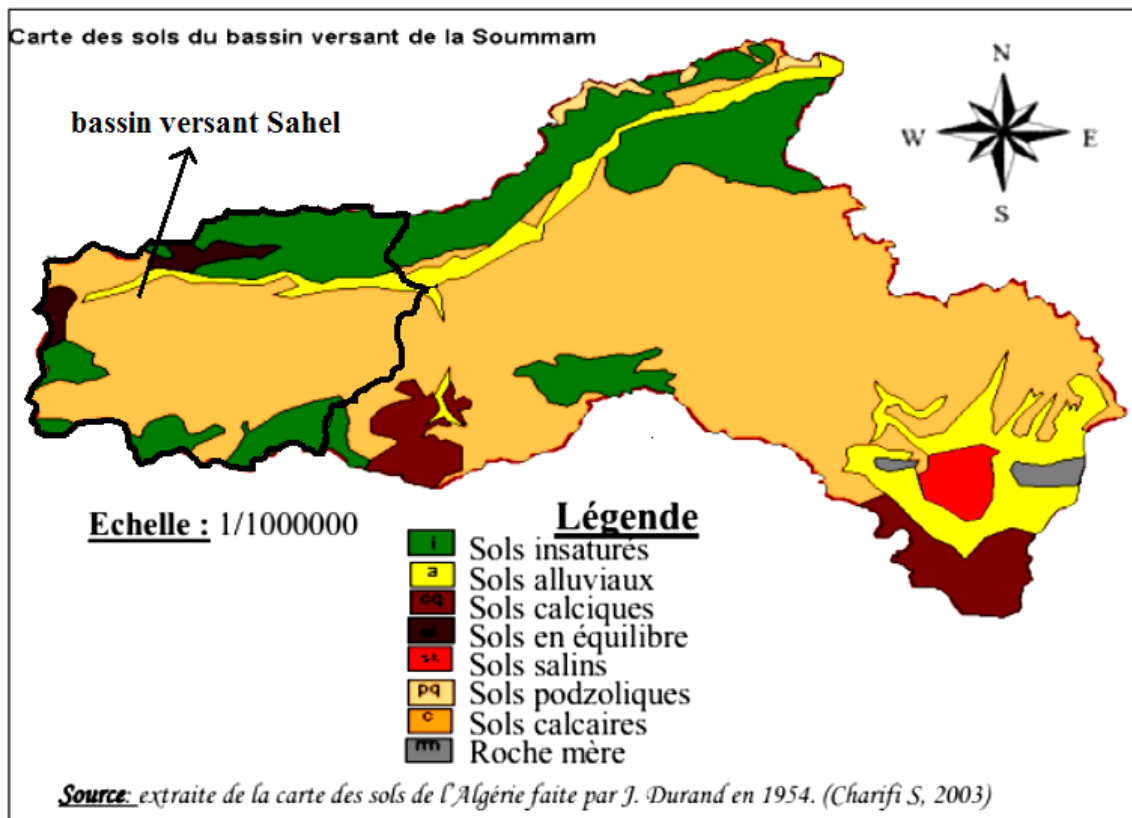 Carte des sols du bassin versant de la Soummam
bassin versant Sahel
N
W
E
S
Echelle : 1/1000000
Légende
i Sols insaturés
a Sols alluviaux
cq Sols calciques
Sols en équilibre
Sols salins
pq Sols podzoliques
c Sols calcaires
m Roche mère
Source: extraite de la carte des sols de l'Algérie faite par J. Durand en 1954. (Charifi S, 2003)